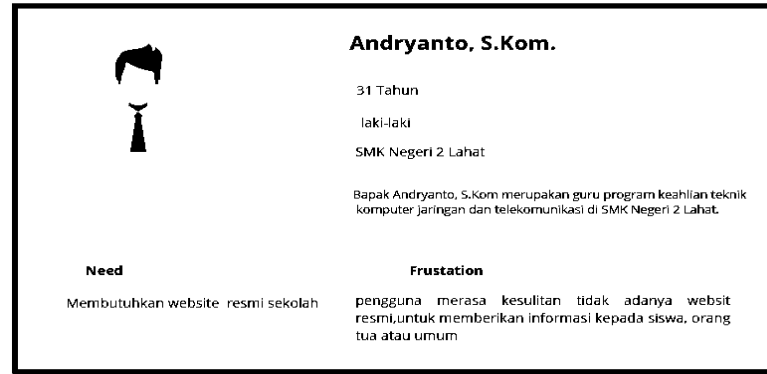 Andryanto, S.Kom.
31 Tahun
laki-laki
SMK Negeri 2 Lahat
Bapak Andryanto, S.Kom merupakan guru program keahlian teknik
komputer jaringan dan telekomunikasi di SMK Negeri 2 Lahat.
Need
Membutuhkan website resmi sekolah
Frustation
pengguna merasa kesulitan tidak adanya websit
resmi,untuk memberikan informasi kepada siswa, orang
tua atau umum